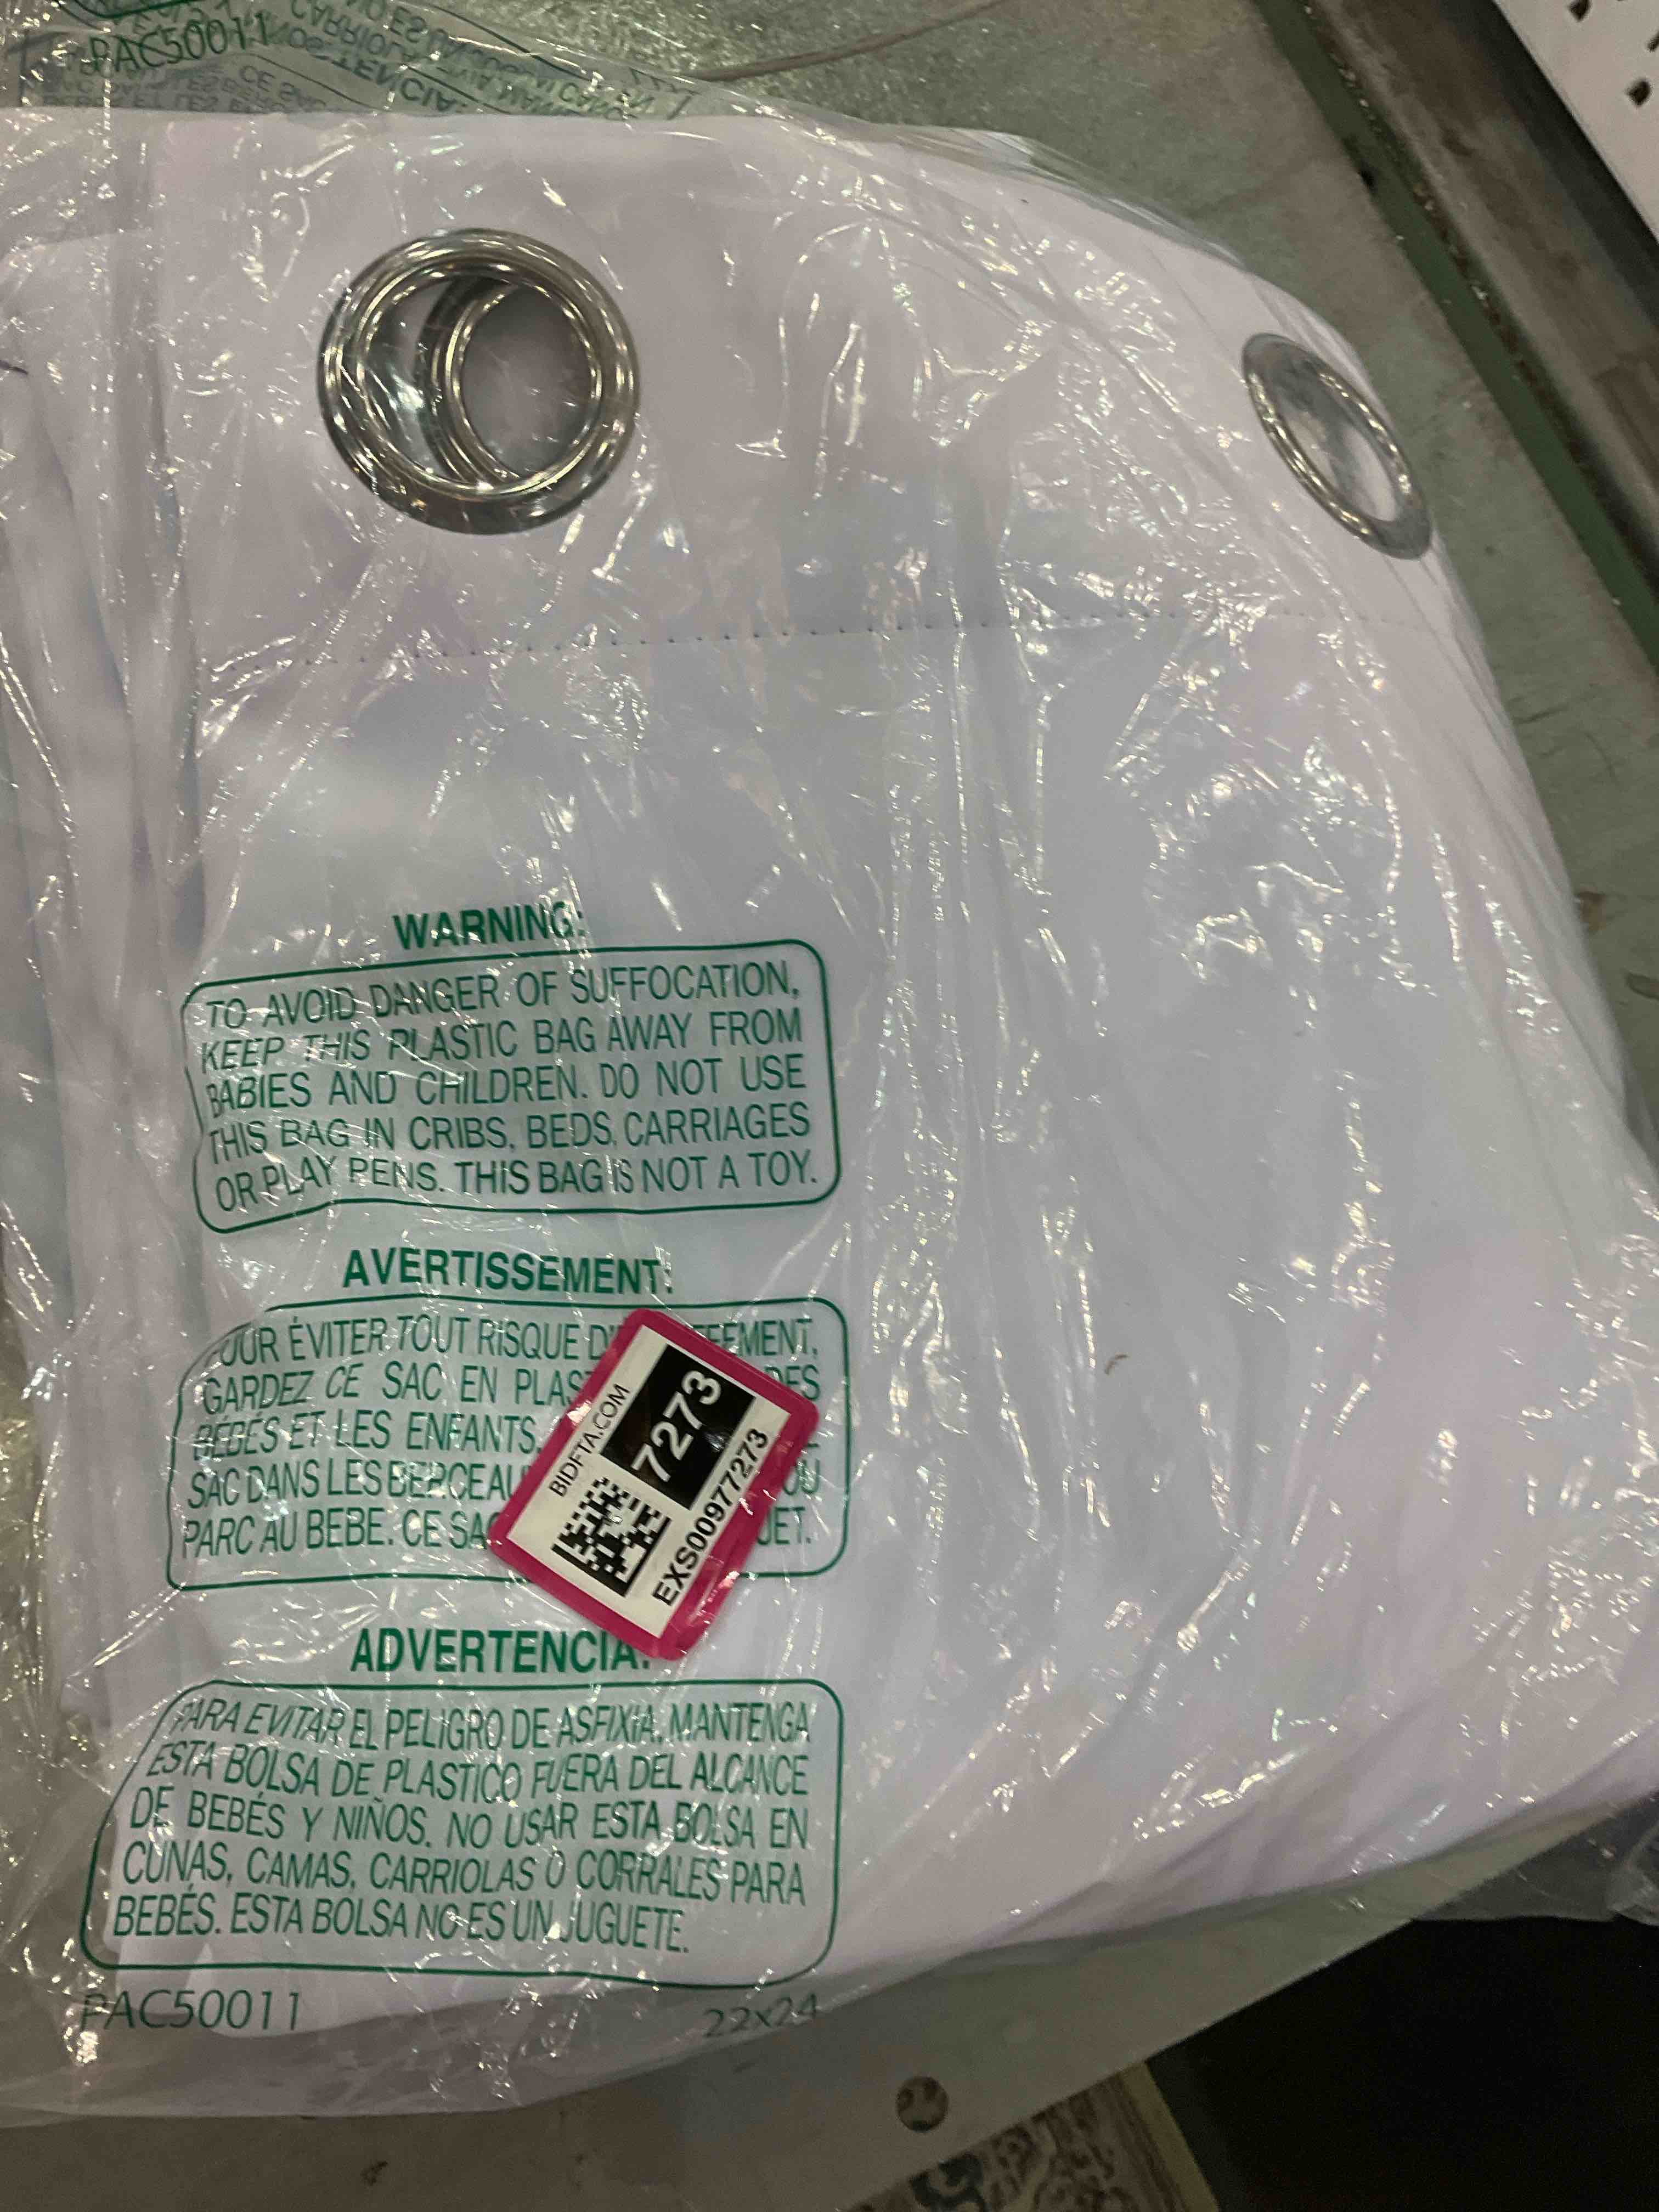 PAC50011
WARNING:
TO AVOID DANGER OF SUFFOCATION,
KEEP THIS PLASTIC BAG AWAY FROM
BABIES AND CHILDREN. DO NOT USE
THIS BAG IN CRIBS, BEDS, CARRIAGES
OR PLAY PENS. THIS BAG IS NOT A TOY.
AVERTISSEMENT:
POUR ÉVITER TOUT RISQUE
GARDEZ CE SAC EN
BÉBÉS ET LES ENFANTS.
SAC DANS LES
PARC AU BEBE. CE
BIDFTA.COM
7273
EXS00977273
ADVERTENCIA:
PARA EVITAR EL PELIGRO DE ASFIXIA, MANTENGA
ESTA BOLSA DE PLASTICO FUERA DEL ALCANCE
DE BEBÉS Y NIÑOS. NO USAR ESTA BOLSA EN
CUNAS, CAMAS, CARRIOLAS O CORRALES PARA
BEBÉS. ESTA BOLSA NO ES UN JUGUETE.
PAC50011
22x24